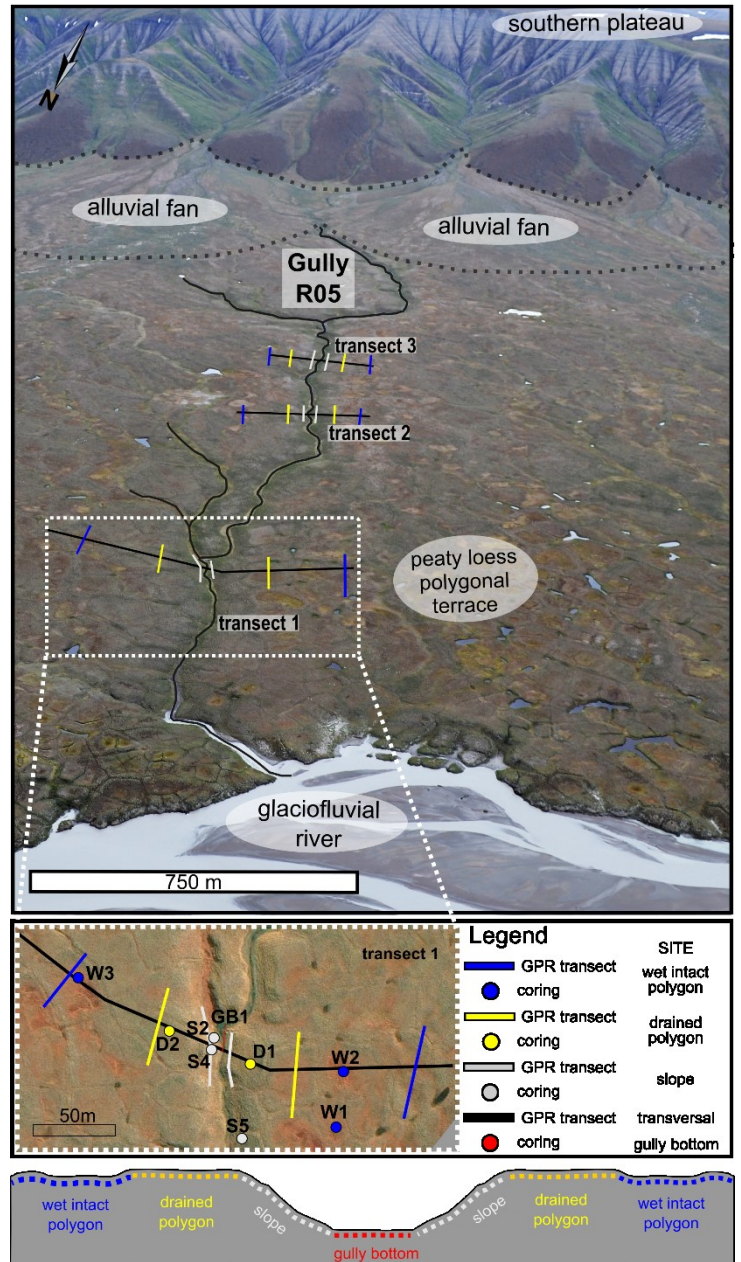 southern plateau
N
alluvial fan
alluvial fan
Gully
R05
transect 3
transect 2
peaty loess
polygonal
terrace
transect 1
glaciofluvial
river
750 m
transect 1
W3
GB1
S2
D2
S4
D1
W2
W1
S5
50m
Legend
SITE
GPR transect
wet intact
coring
polygon
GPR transect
drained
coring
polygon
GPR transect
slope
coring
GPR transect
transversal
coring
gully bottom
wet intact
polygon
drained
polygon
slope
gully bottom
slope
drained
polygon
wet intact
polygon